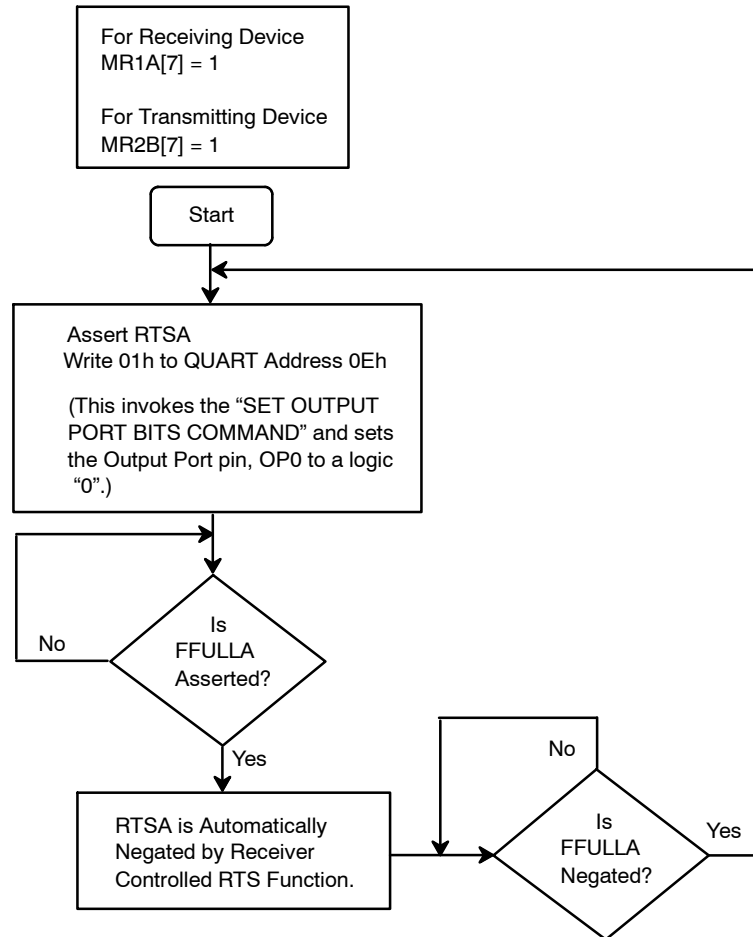 For Receiving Device
MR1A[7] = 1
For Transmitting Device
MR2B[7] = 1
Start
Assert RTSA
Write 01h to QUART Address 0Eh
(This invokes the “SET OUTPUT
PORT BITS COMMAND” and sets
the Output Port pin, OP0 to a logic
“0”.)
Is
FFULLA
Asserted?
No
Yes
RTSA is Automatically
Negated by Receiver
Controlled RTS Function.
No
Is
FFULLA
Negated?
Yes